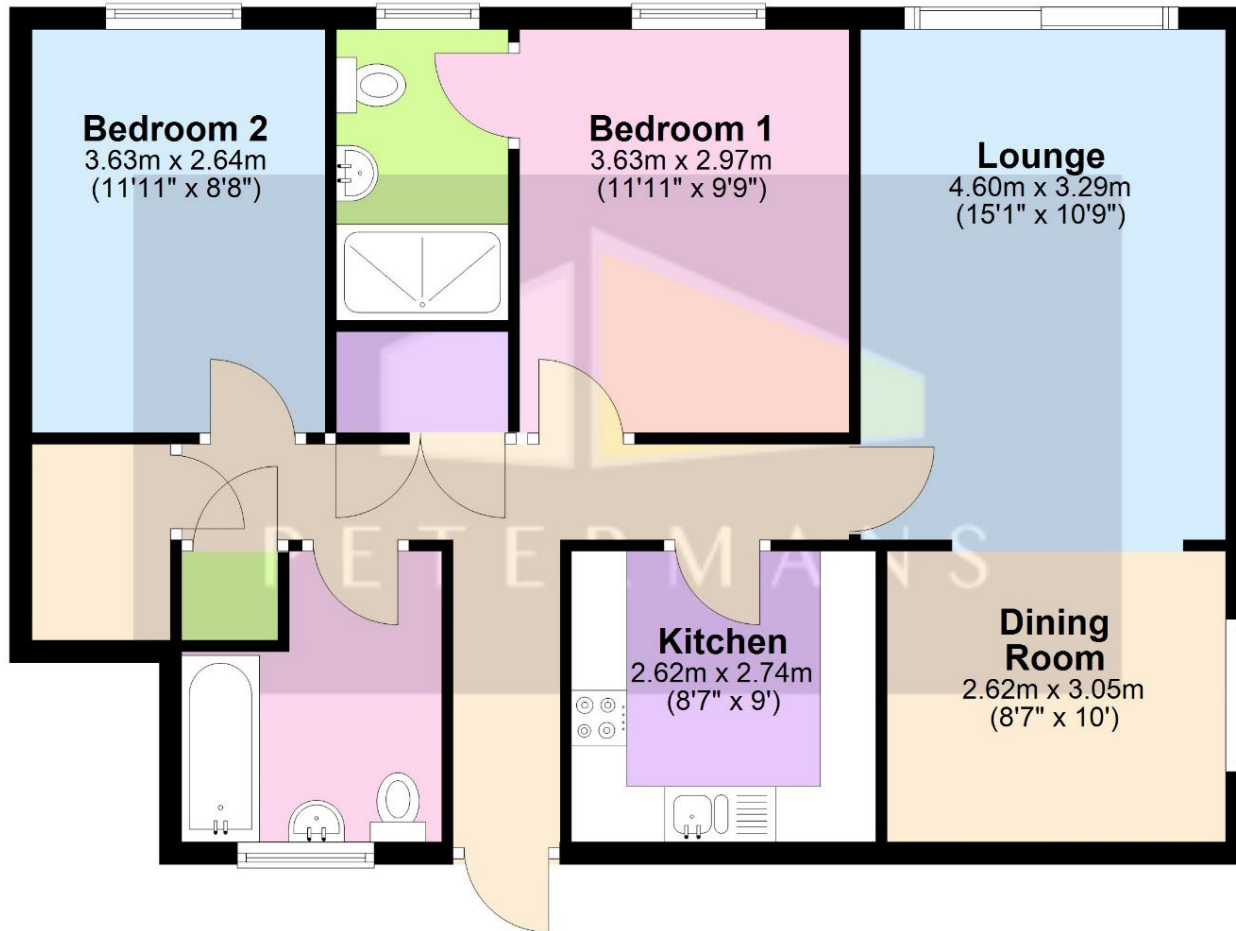 Bedroom 2
3.63m x 2.64m
(11'11" x 8'8")
Bedroom 1
3.63m x 2.97m
(11'11" x 9'9")
Lounge
4.60m x 3.29m
(15'1" x 10'9")
PETERMANS
Kitchen
2.62m x 2.74m
(8'7" x 9')
Dining
Room
2.62m x 3.05m
(8'7" x 10')